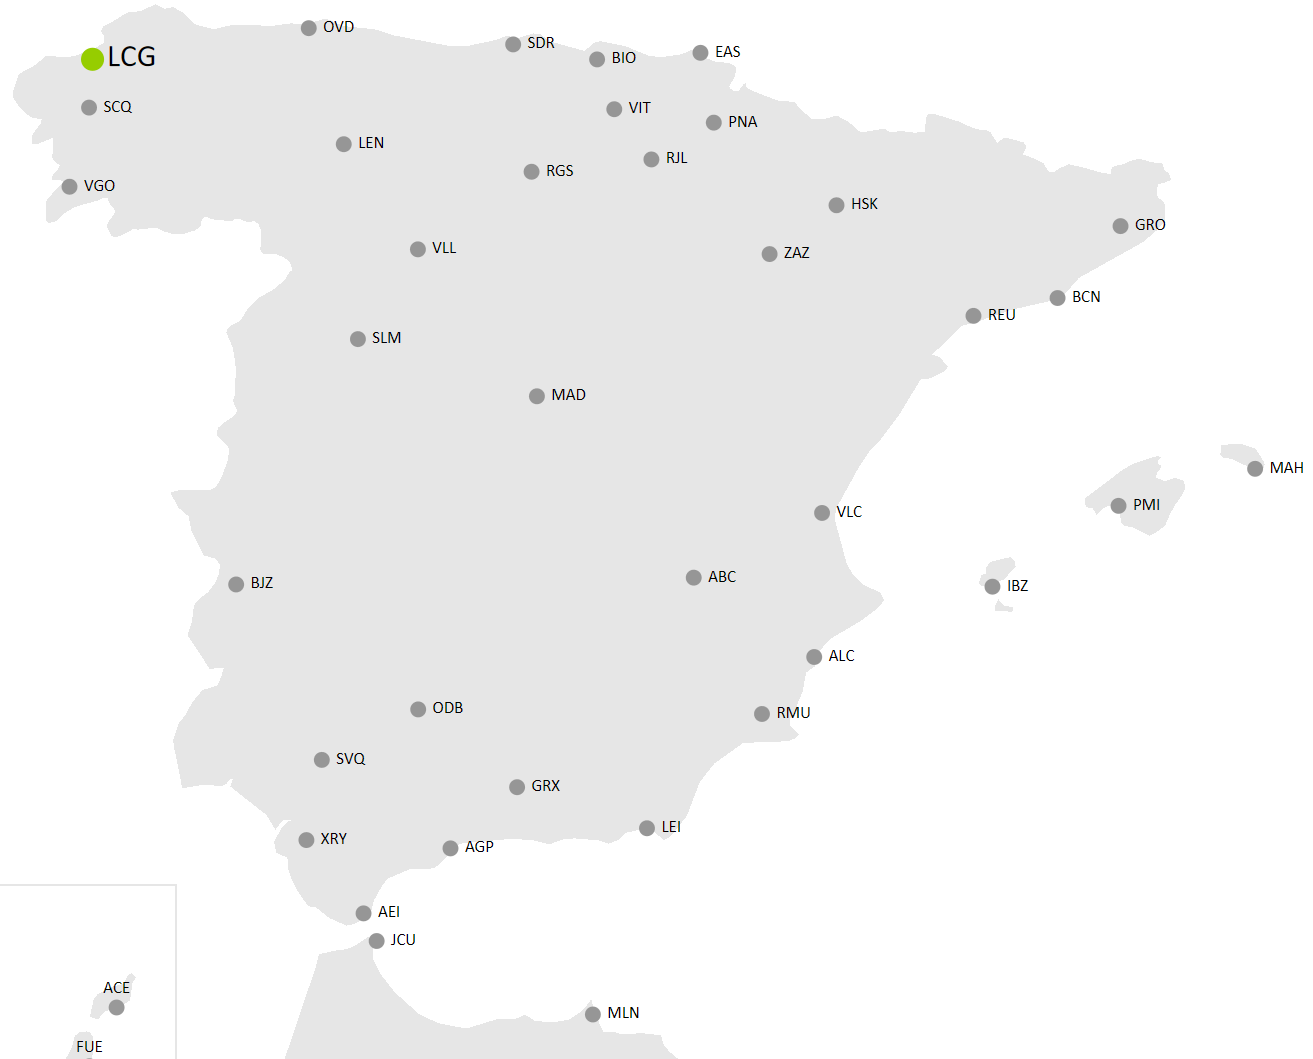 OVD
SDR
EAS
LCG
BIO
SCQ
VIT
PNA
LEN
RJL
RGS
VGO
HSK
GRO
VLL
ZAZ
BCN
REU
SLM
MAD
MAH
PMI
VLC
ABC
BJZ
IBZ
ALC
ODB
RMU
SVQ
GRX
LEI
XRY
AGP
AEI
JCU
ACE
MLN
FUE